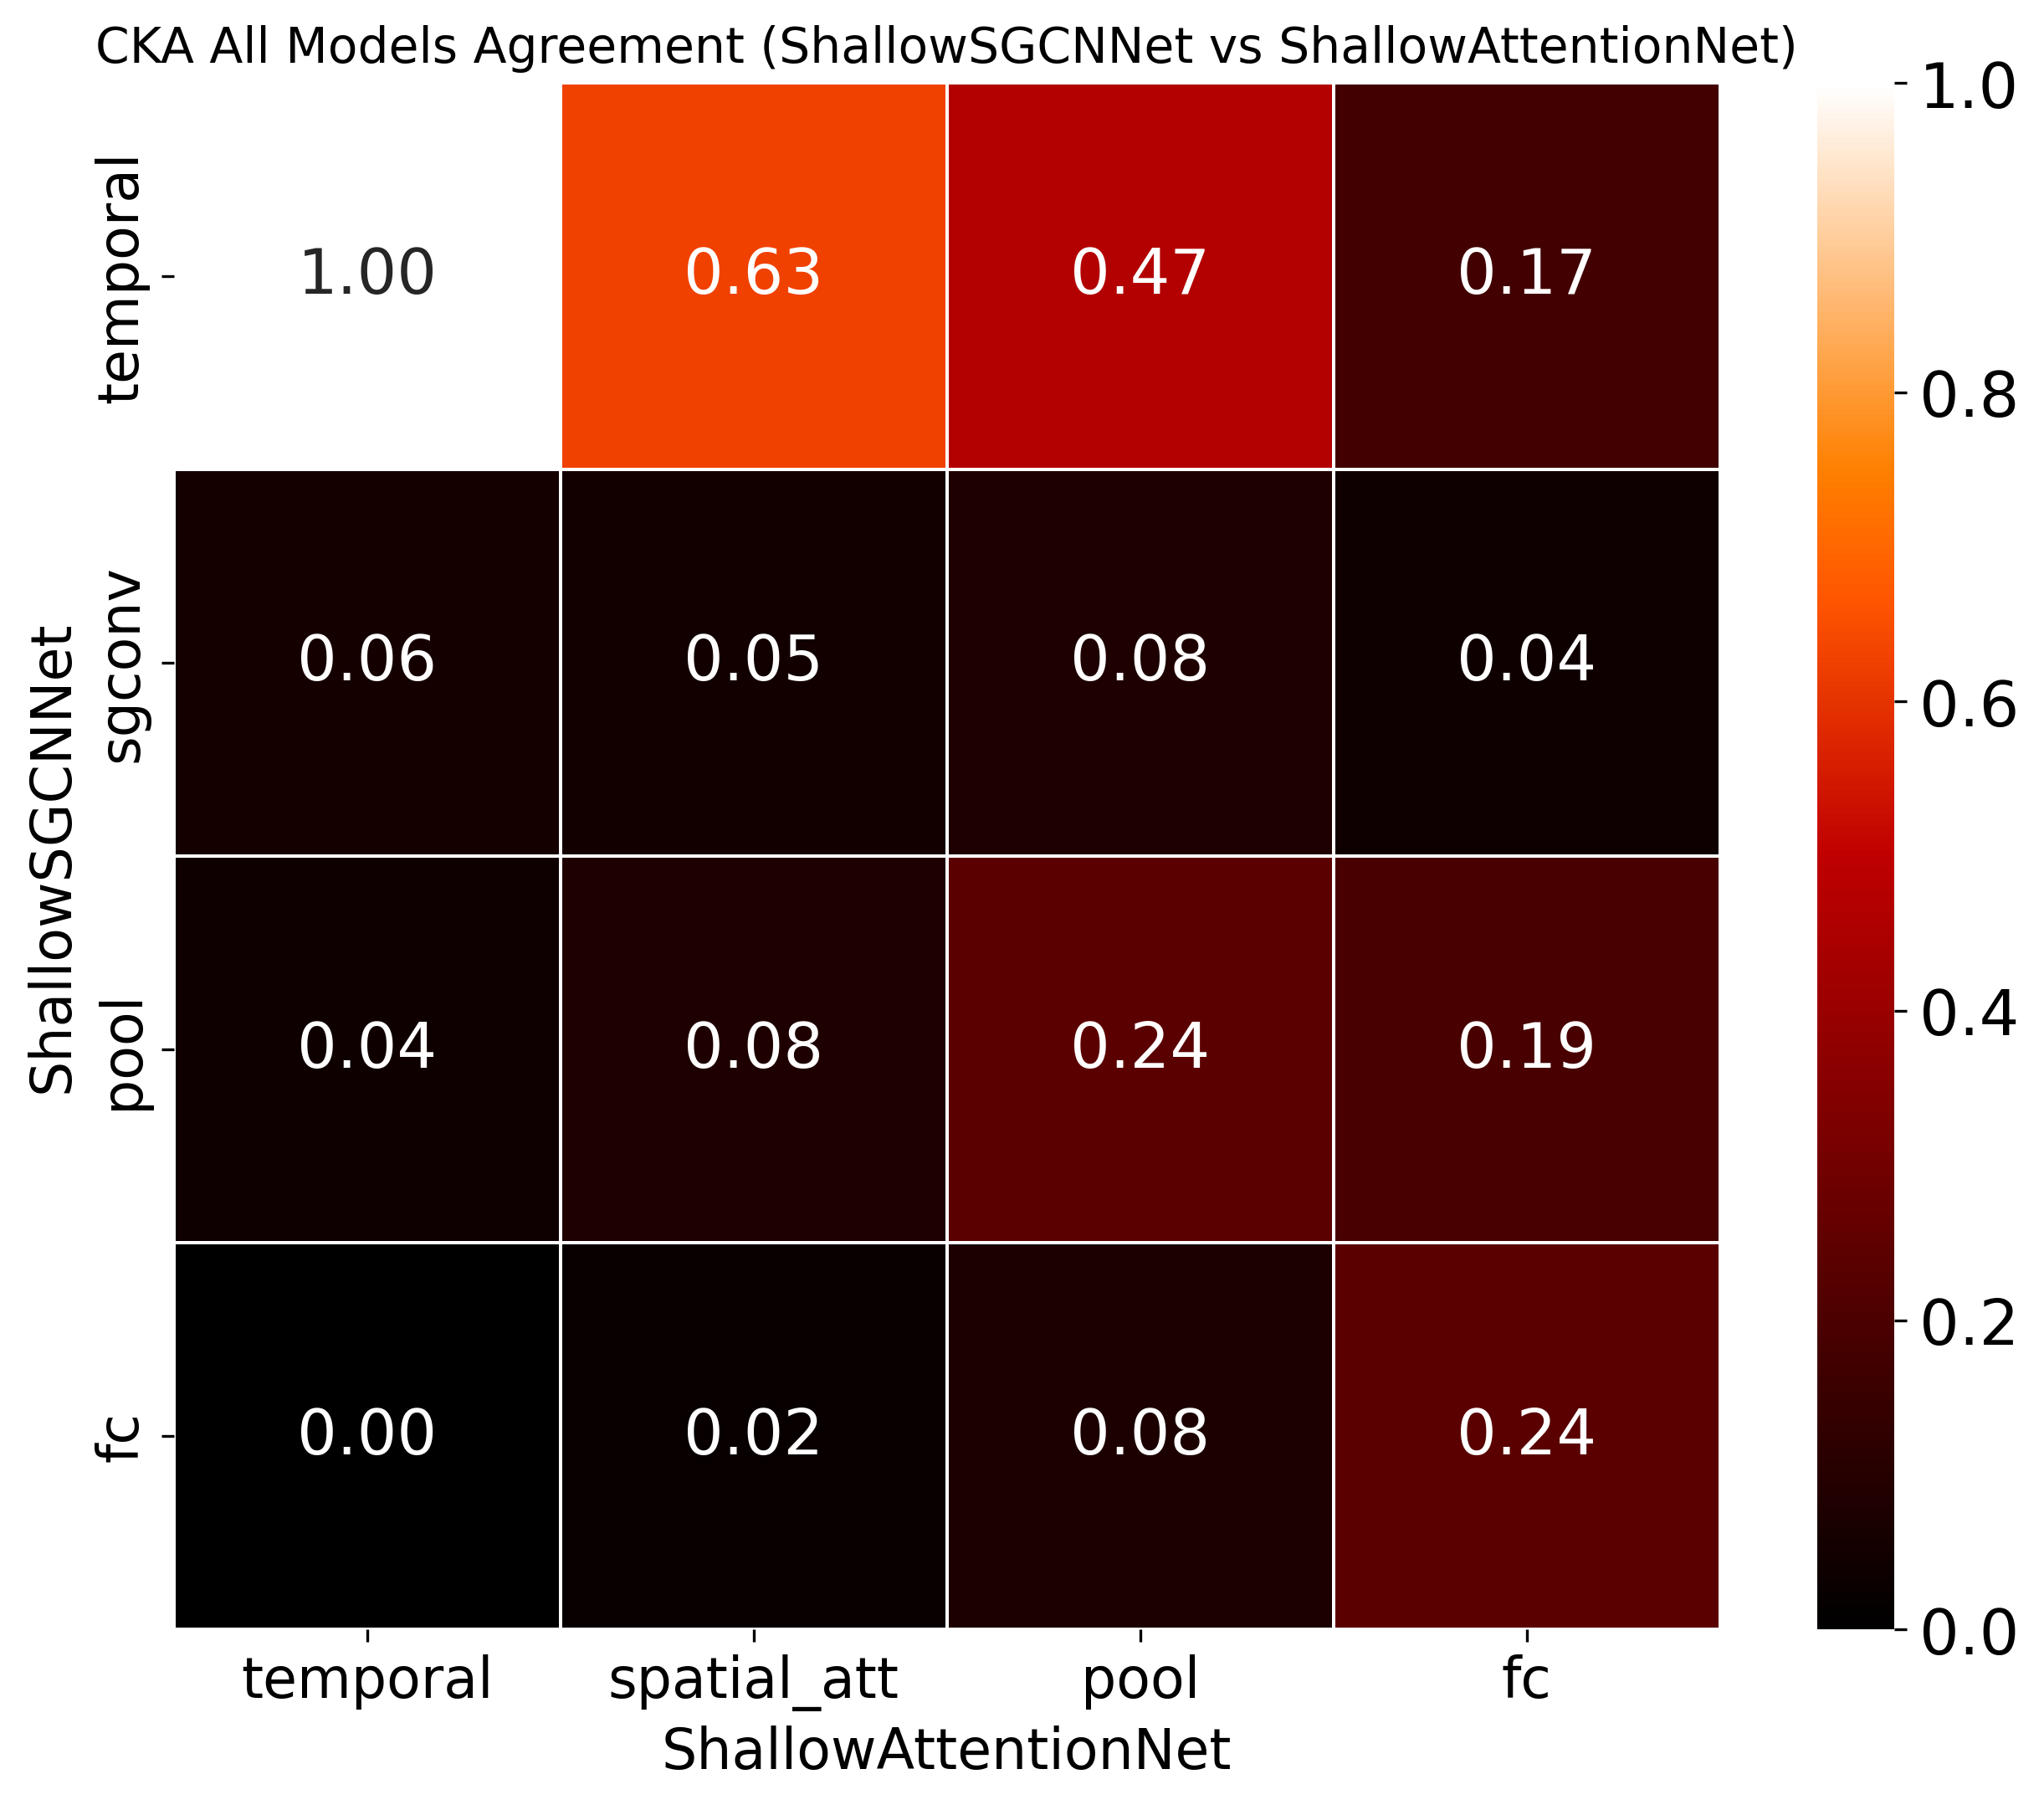 CKA All Models Agreement (ShallowSGCNNet vs ShallowAttentionNet)
ShallowSGCNNet
temporal
1.00 0.63 0.47 0.17
sgconv
0.06 0.05 0.08 0.04
pool
0.04 0.08 0.24 0.19
fc
0.00 0.02 0.08 0.24
temporal spatial_att pool fc
ShallowAttentionNet
1.0
0.8
0.6
0.4
0.2
0.0